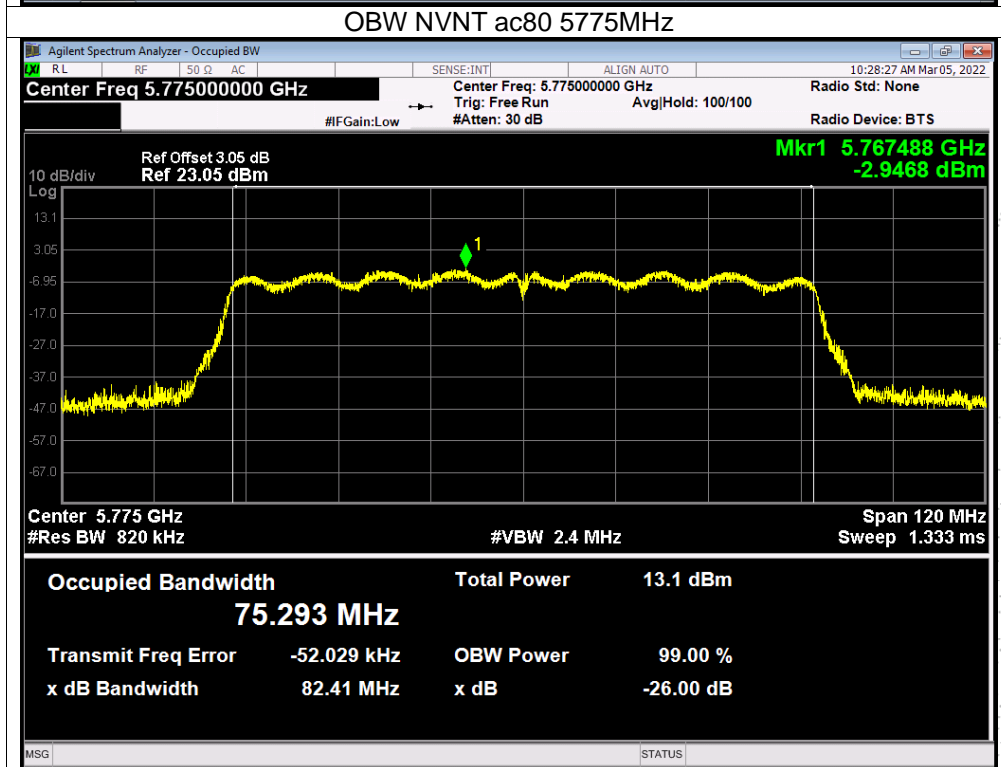 OBW NVNT ac80 5775MHz
Agilent Spectrum Analyzer - Occupied BW
LXI RL RF 50 Ω AC SENSE:INT ALIGN AUTO 10:28:27 AM Mar 05, 2022
Center Freq 5.775000000 GHz Center Freq: 5.775000000 GHz Radio Std: None
Trig: Free Run Avg|Hold: 100/100
#IFGain:Low #Atten: 30 dB Radio Device: BTS
Ref Offset 3.05 dB Mkr1 5.767488 GHz
10 dB/div Ref 23.05 dBm -2.9468 dBm
Log
13.1
3.05
1
-6.95
-17.0
-27.0
-37.0
-47.0
-57.0
-67.0
Center 5.775 GHz Span 120 MHz
#Res BW 820 kHz #VBW 2.4 MHz Sweep 1.333 ms
Occupied Bandwidth Total Power 13.1 dBm
75.293 MHz
Transmit Freq Error -52.029 kHz OBW Power 99.00 %
x dB Bandwidth 82.41 MHz x dB -26.00 dB
MSG STATUS